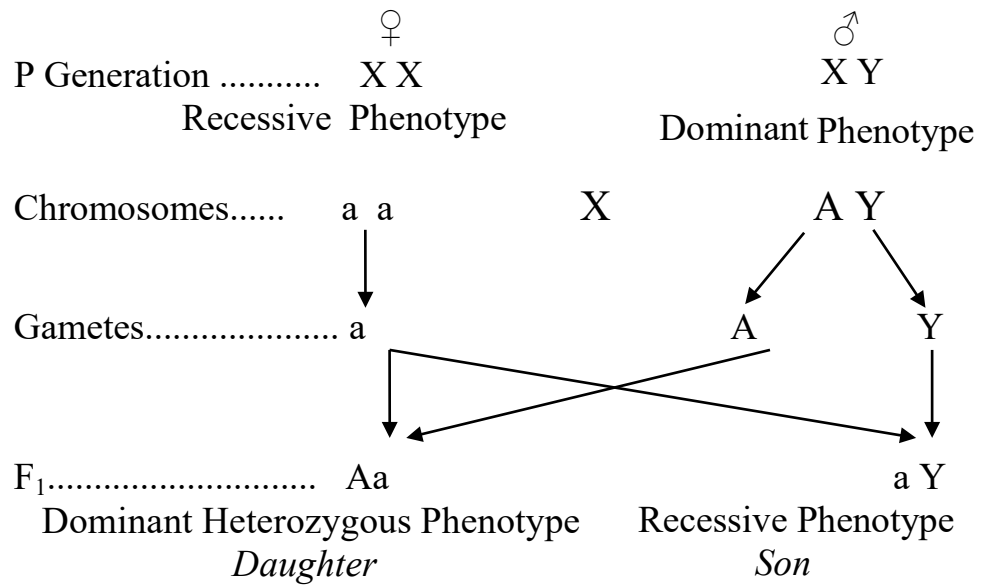 ♀ ♂
P Generation ........... X X X Y
Recessive Phenotype Dominant Phenotype
Chromosomes...... a a X A Y
Gametes..................... a A Y
F₁............................. Aa a Y
Dominant Heterozygous Phenotype Recessive Phenotype
Daughter Son